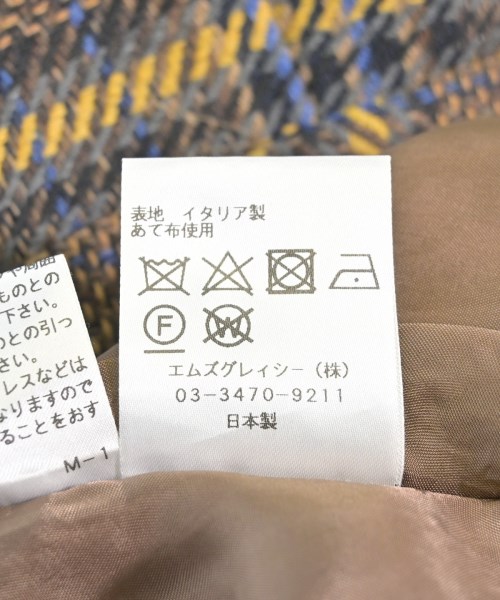 表地 イタリア製
あて布使用
F W
エムズグレイシー（株）
03−3470−9211
日本製
ものとの
下さい。
りとの引っ
さい。
レスなどは
なりますので
ることをおす
M−1